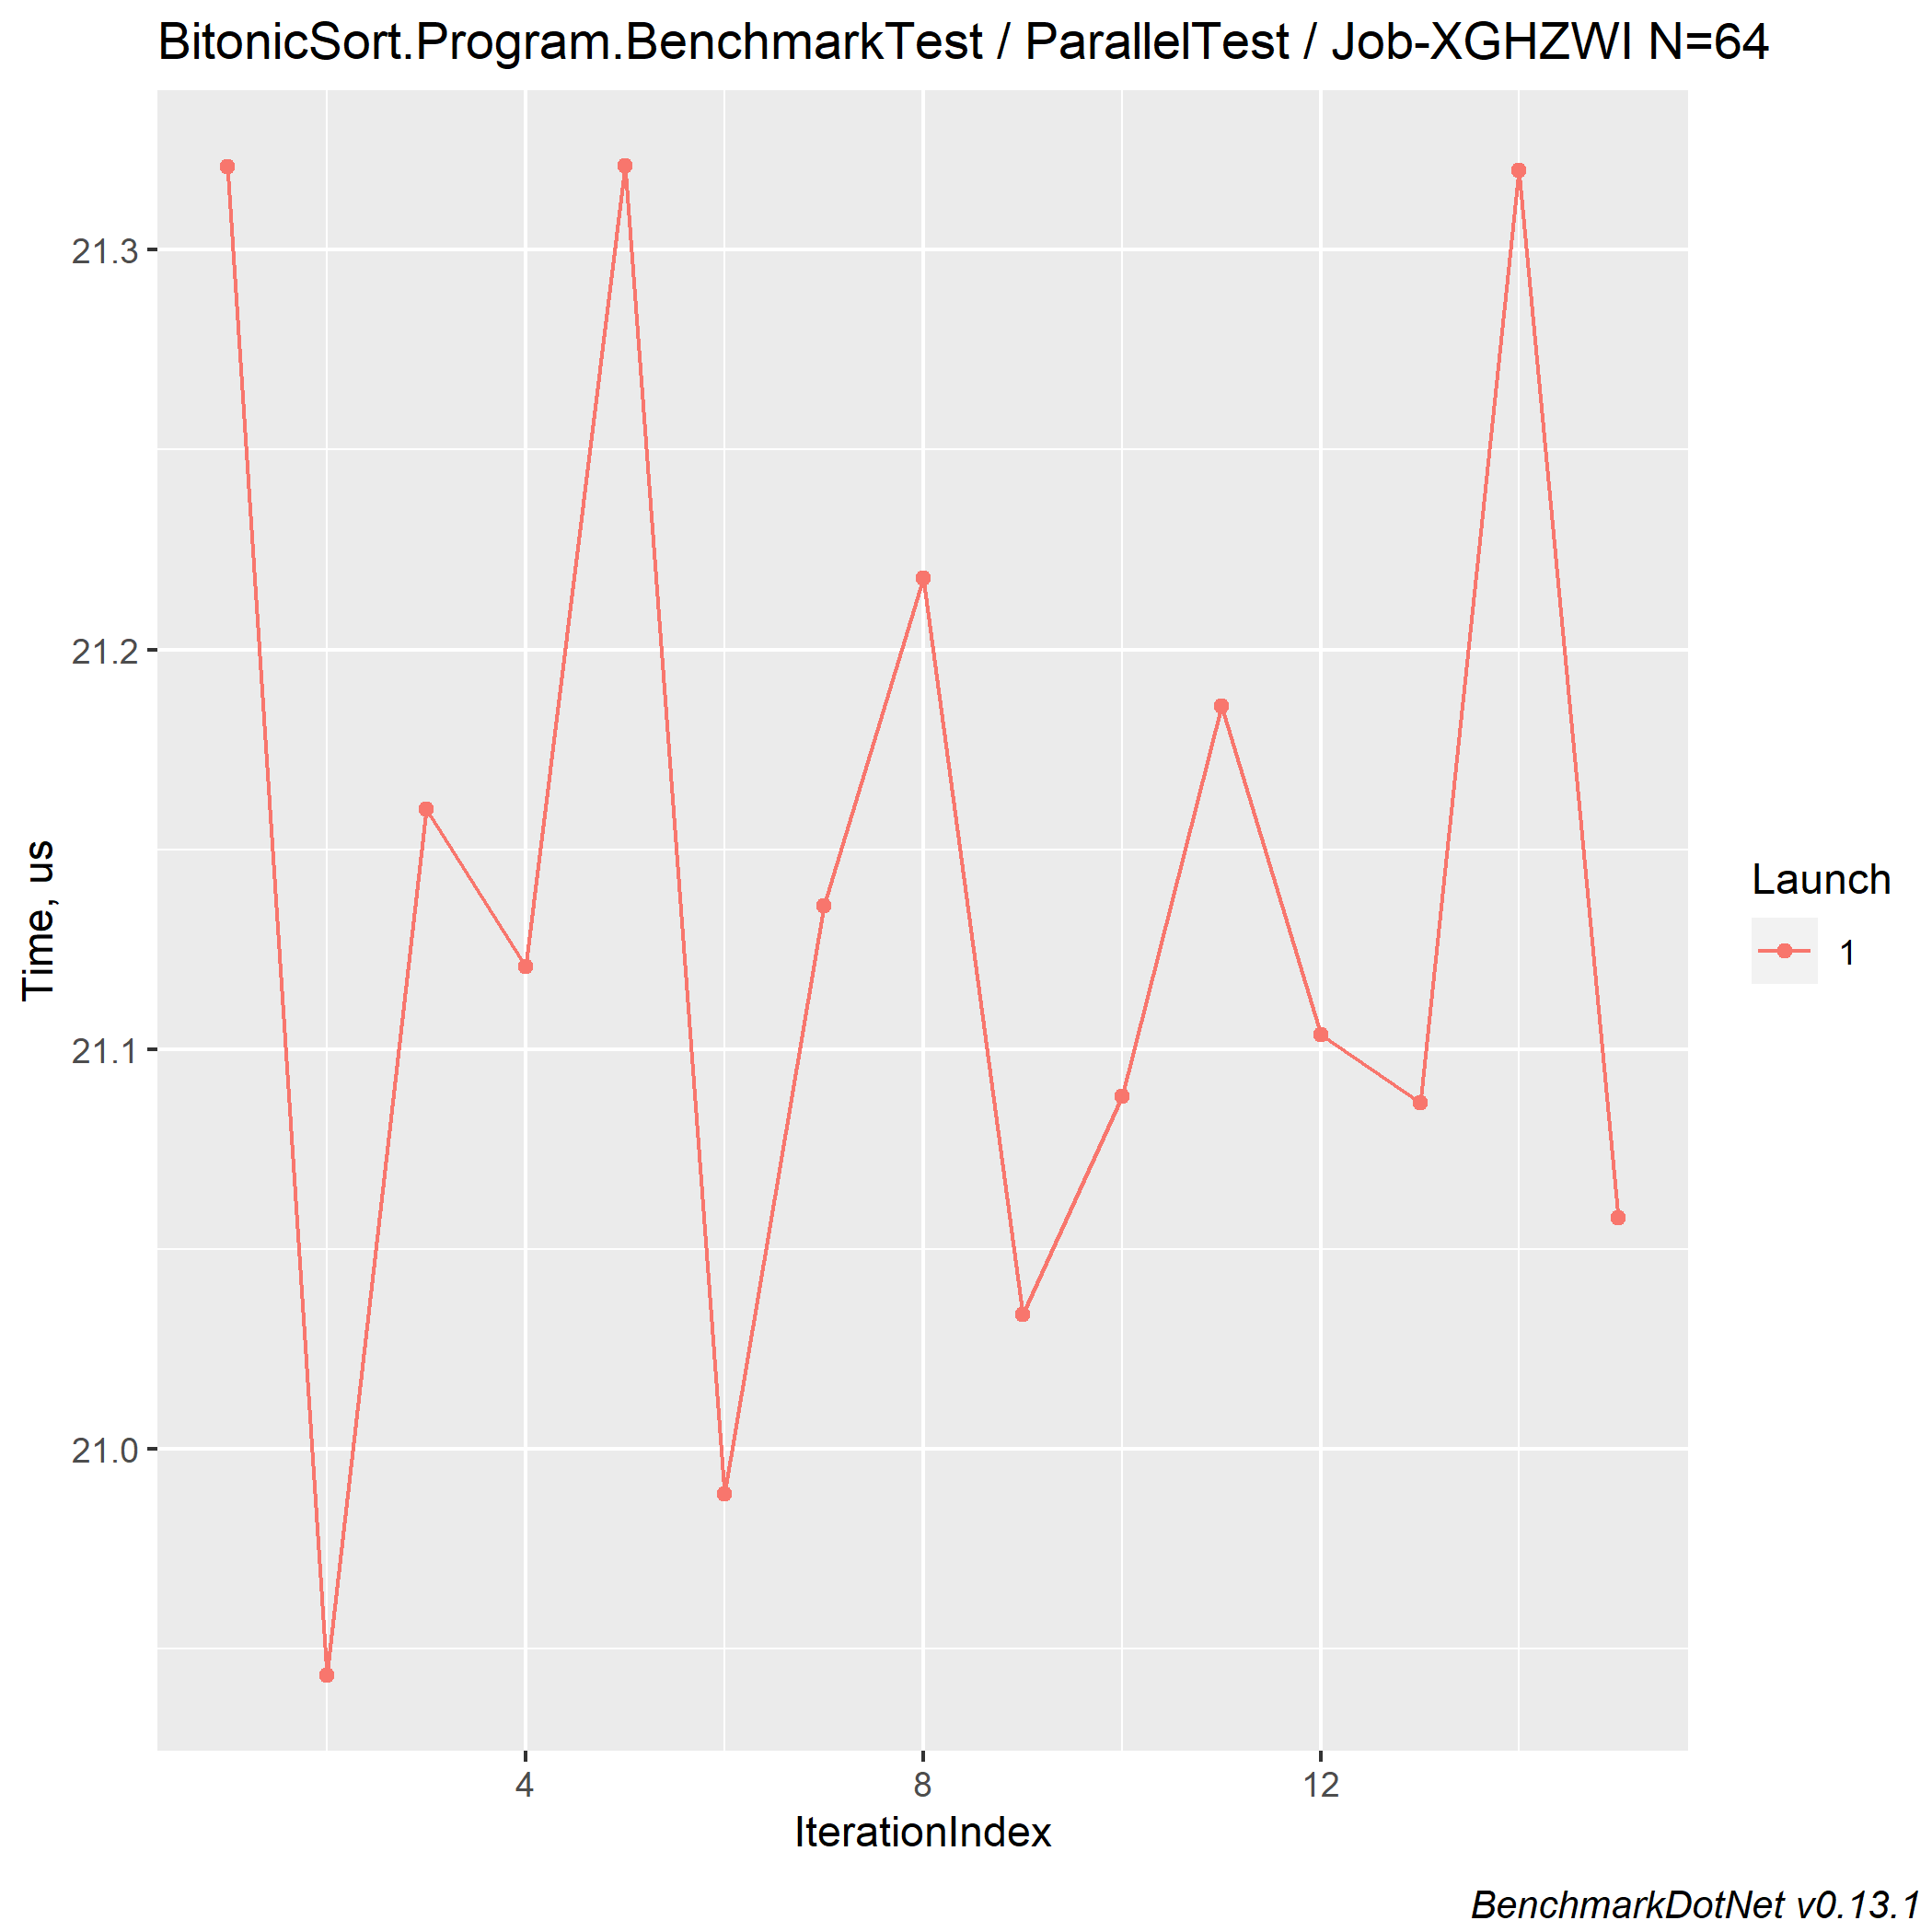 BitonicSort.Program.BenchmarkTest / ParallelTest / Job-XGHZWI N=64
21.3
21.2
21.1
21.0
Time, us
4 8 12
IterationIndex
Launch
1
BenchmarkDotNet v0.13.1